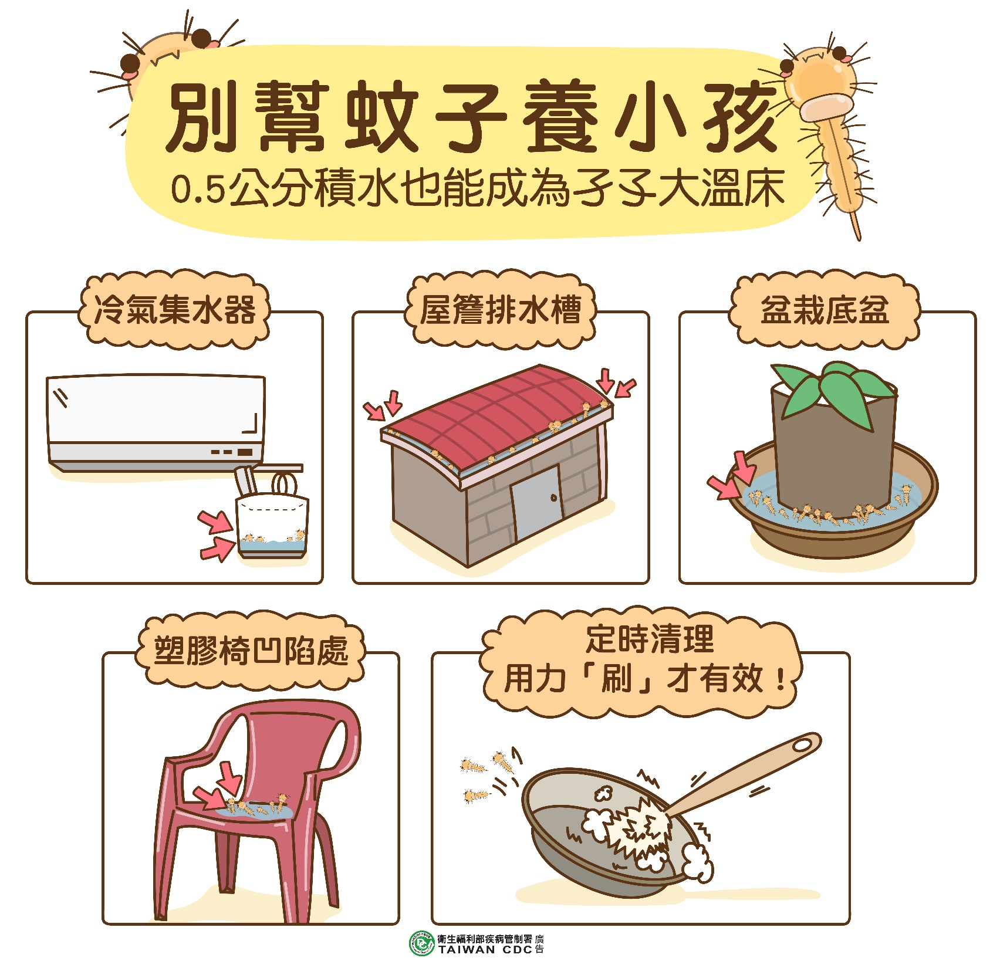 別幫蚊子養小孩
0.5公分積水也能成為孑孓大溫床
冷氣集水器
屋簷排水槽
盆栽底盆
塑膠椅凹陷處
定時清理
用力「刷」才有效！
衛生福利部疾病管制署 廣告
TAIWAN CDC